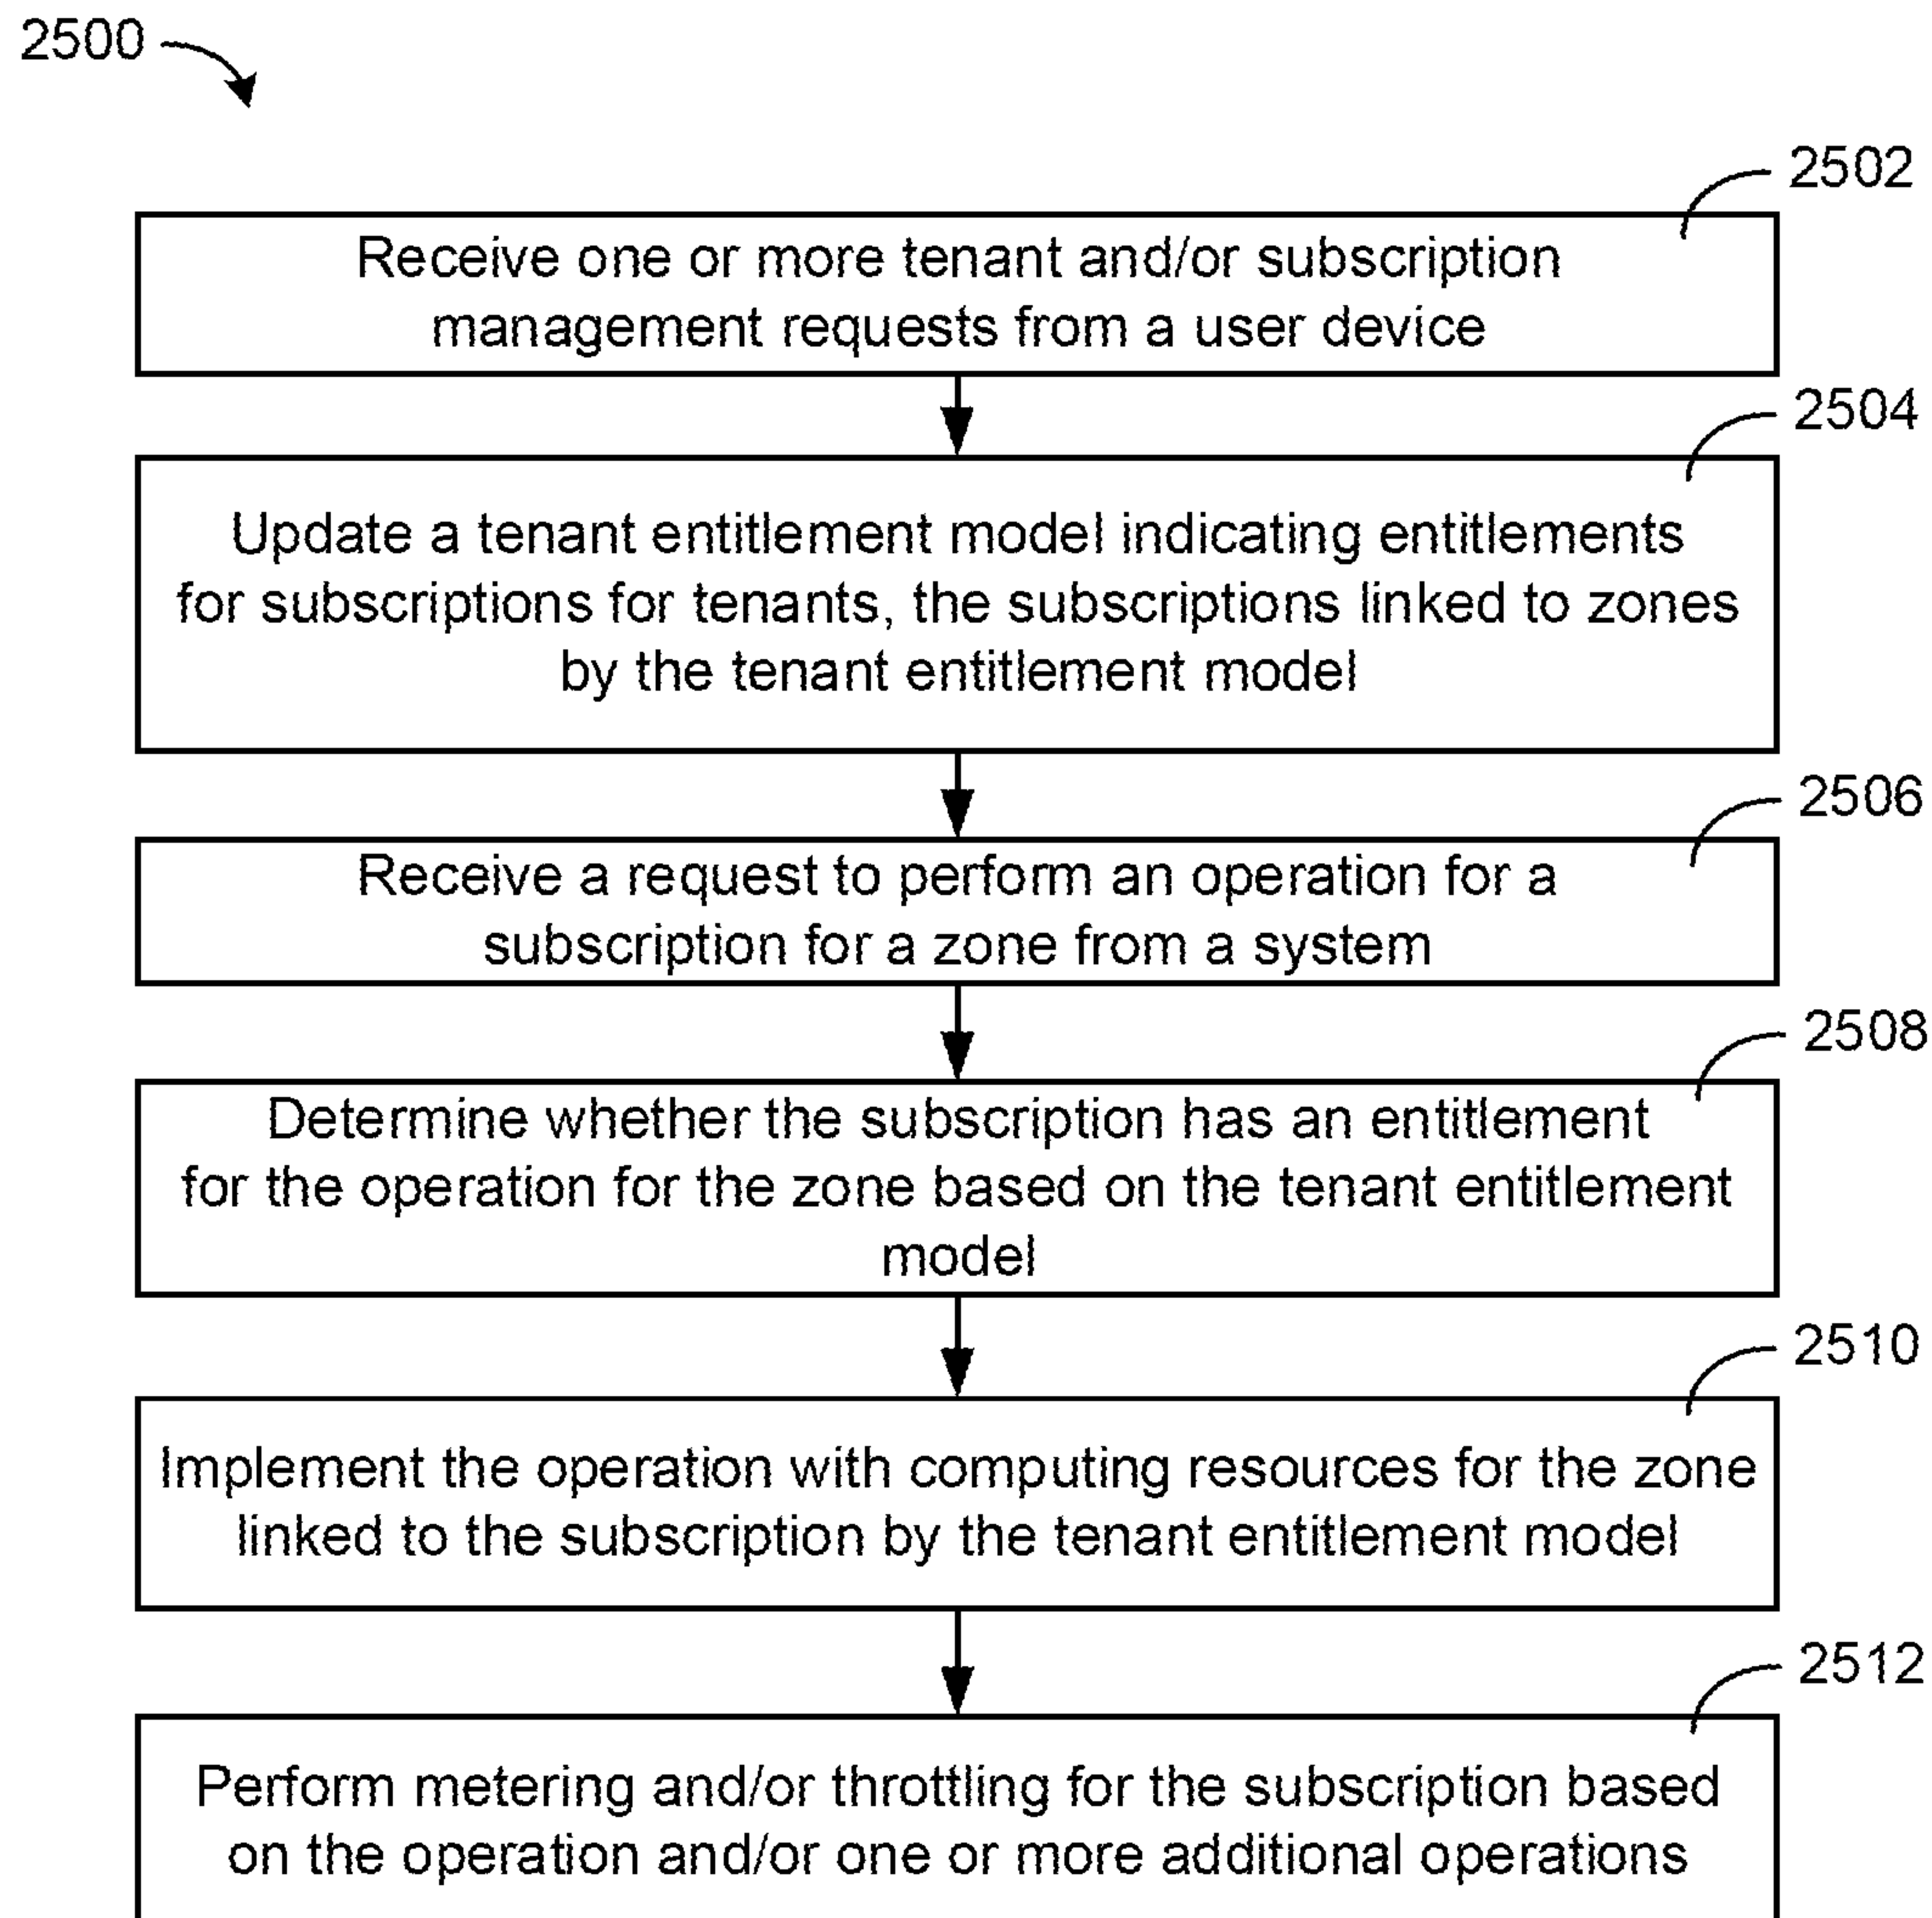 2500
2502
Receive one or more tenant and/or subscription
management requests from a user device
2504
Update a tenant entitlement model indicating entitlements
for subscriptions for tenants, the subscriptions linked to zones
by the tenant entitlement model
2506
Receive a request to perform an operation for a
subscription for a zone from a system
2508
Determine whether the subscription has an entitlement
for the operation for the zone based on the tenant entitlement
model
2510
Implement the operation with computing resources for the zone
linked to the subscription by the tenant entitlement model
2512
Perform metering and/or throttling for the subscription based
on the operation and/or one or more additional operations